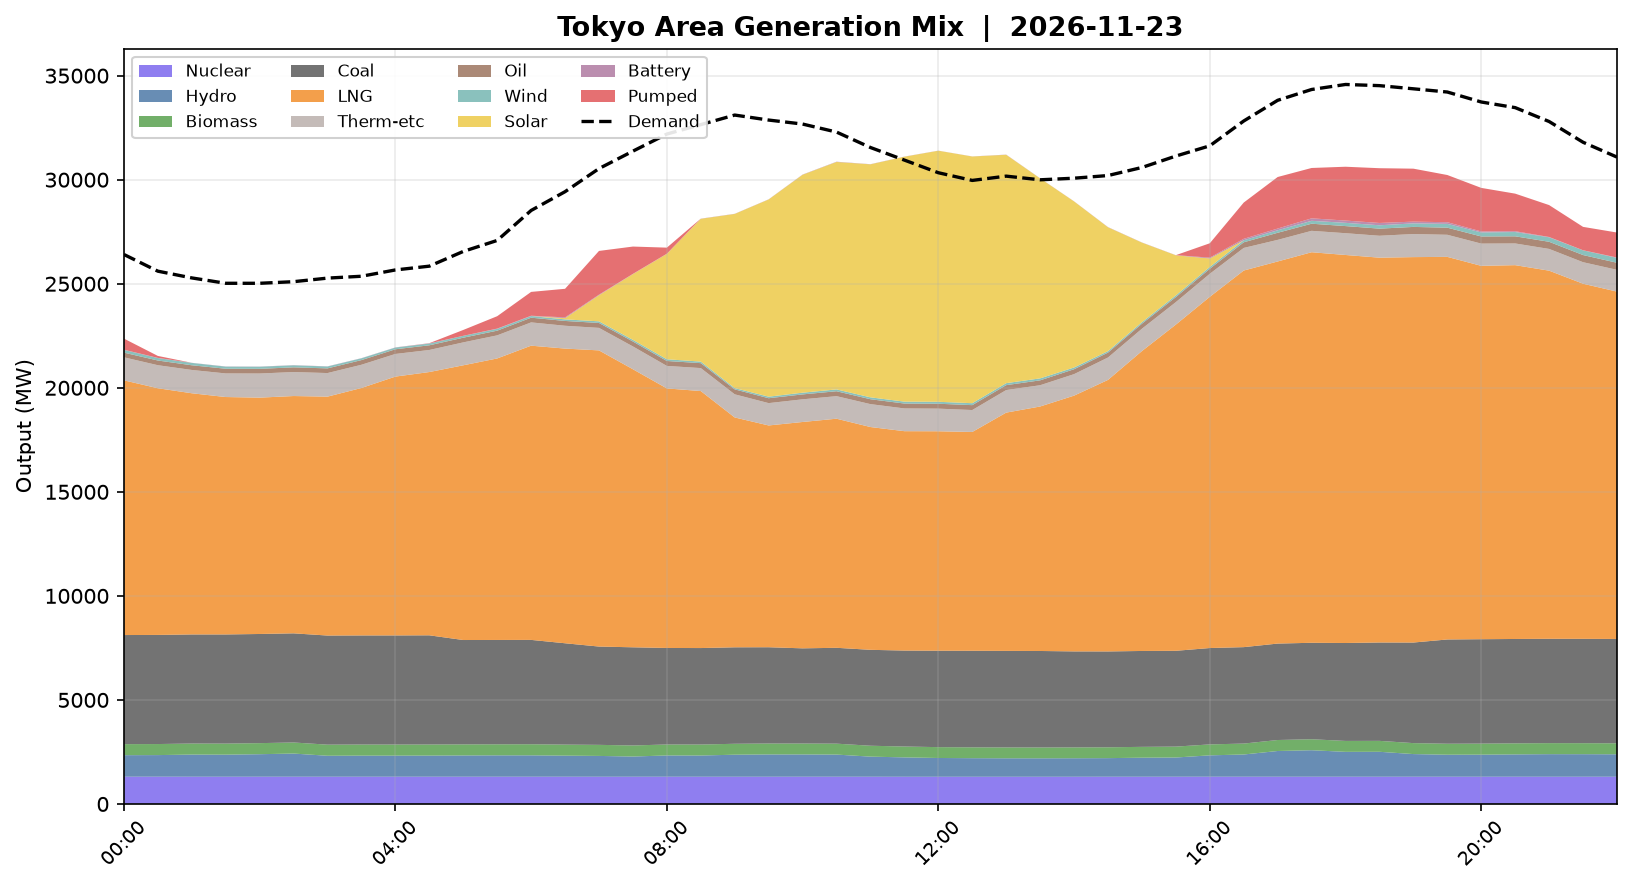 Tokyo Area Generation Mix | 2026-11-23
Nuclear
Hydro
Biomass
Coal
LNG
Therm-etc
Oil
Wind
Solar
Battery
Pumped
Demand
Output (MW)
35000
30000
25000
20000
15000
10000
5000
0
00:00
04:00
08:00
12:00
16:00
20:00